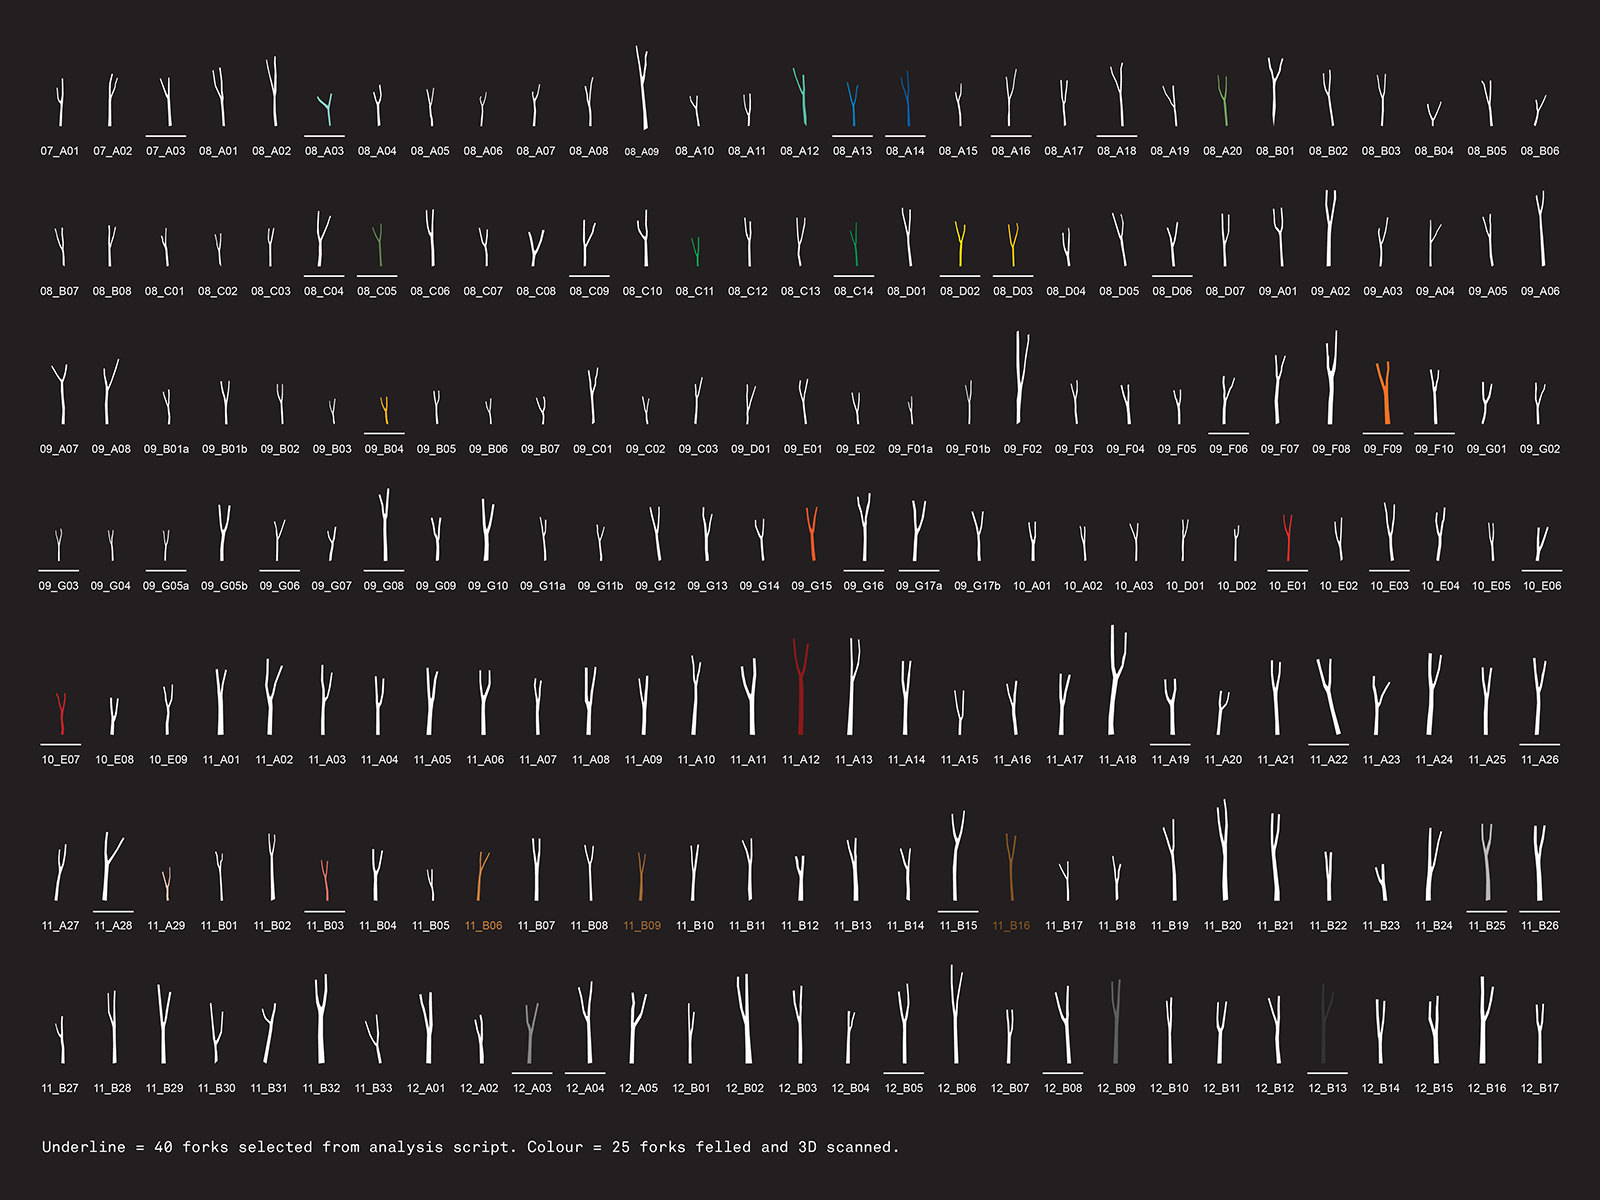 07_A01 07_A02 07_A03 08_A01 08_A02 08_A03 08_A04 08_A05 08_A06 08_A07 08_A08 08_A09 08_A10 08_A11 08_A12 08_A13 08_A14 08_A15 08_A16 08_A17 08_A18 08_A19 08_A20 08_B01 08_B02 08_B03 08_B04 08_B05 08_B06
08_B07 08_B08 08_C01 08_C02 08_C03 08_C04 08_C05 08_C06 08_C07 08_C08 08_C09 08_C10 08_C11 08_C12 08_C13 08_C14 08_D01 08_D02 08_D03 08_D04 08_D05 08_D06 08_D07 09_A01 09_A02 09_A03 09_A04 09_A05 09_A06
09_A07 09_A08 09_B01a 09_B01b 09_B02 09_B03 09_B04 09_B05 09_B06 09_B07 09_C01 09_C02 09_C03 09_D01 09_E01 09_E02 09_F01a 09_F01b 09_F02 09_F03 09_F04 09_F05 09_F06 09_F07 09_F08 09_F09 09_F10 09_G01 09_G02
09_G03 09_G04 09_G05a 09_G05b 09_G06 09_G07 09_G08 09_G09 09_G10 09_G11a 09_G11b 09_G12 09_G13 09_G14 09_G15 09_G16 09_G17a 09_G17b 10_A01 10_A02 10_A03 10_D01 10_D02 10_E01 10_E02 10_E03 10_E04 10_E05 10_E06
10_E07 10_E08 10_E09 11_A01 11_A02 11_A03 11_A04 11_A05 11_A06 11_A07 11_A08 11_A09 11_A10 11_A11 11_A12 11_A13 11_A14 11_A15 11_A16 11_A17 11_A18 11_A19 11_A20 11_A21 11_A22 11_A23 11_A24 11_A25 11_A26
11_A27 11_A28 11_A29 11_B01 11_B02 11_B03 11_B04 11_B05 11_B06 11_B07 11_B08 11_B09 11_B10 11_B11 11_B12 11_B13 11_B14 11_B15 11_B16 11_B17 11_B18 11_B19 11_B20 11_B21 11_B22 11_B23 11_B24 11_B25 11_B26
11_B27 11_B28 11_B29 11_B30 11_B31 11_B32 11_B33 12_A01 12_A02 12_A03 12_A04 12_A05 12_B01 12_B02 12_B03 12_B04 12_B05 12_B06 12_B07 12_B08 12_B09 12_B10 12_B11 12_B12 12_B13 12_B14 12_B15 12_B16 12_B17
Underline = 40 forks selected from analysis script. Colour = 25 forks felled and 3D scanned.